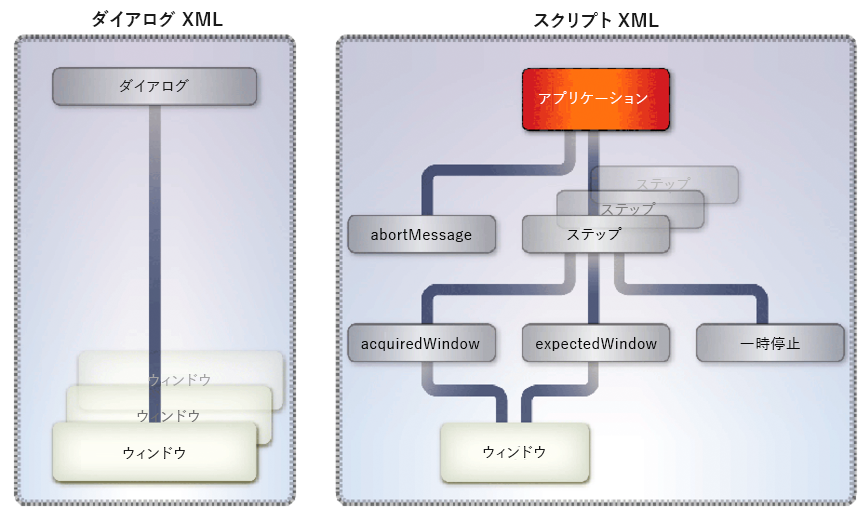 ダイアログ XML
ダイアログ
ウィンドウ
ウィンドウ
ウィンドウ
スクリプト XML
アプリケーション
ステップ
ステップ
abortMessage
ステップ
acquiredWindow
expectedWindow
一時停止
ウィンドウ